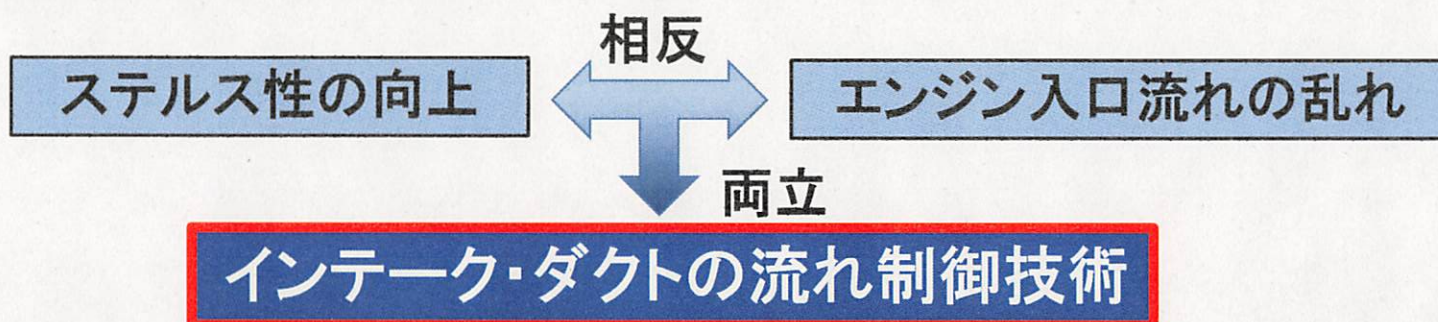 相反
ステルス性の向上
エンジン入口流れの乱れ
両立
インテーク・ダクトの流れ制御技術